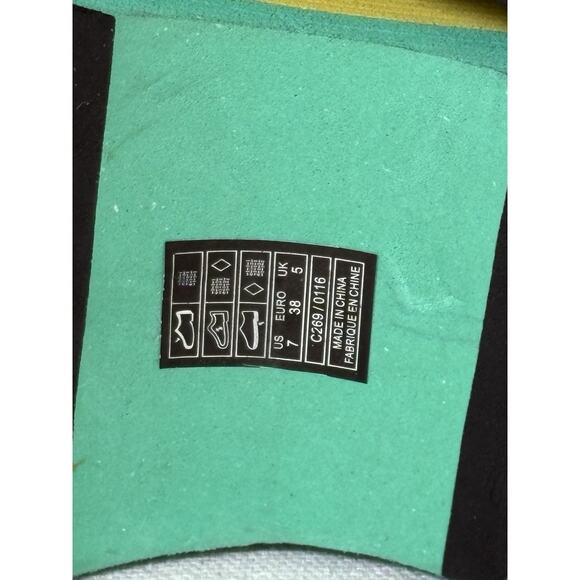 US EURO UK
7 38 5
C269 / 0116
MADE IN CHINA
FABRIQUE EN CHINE